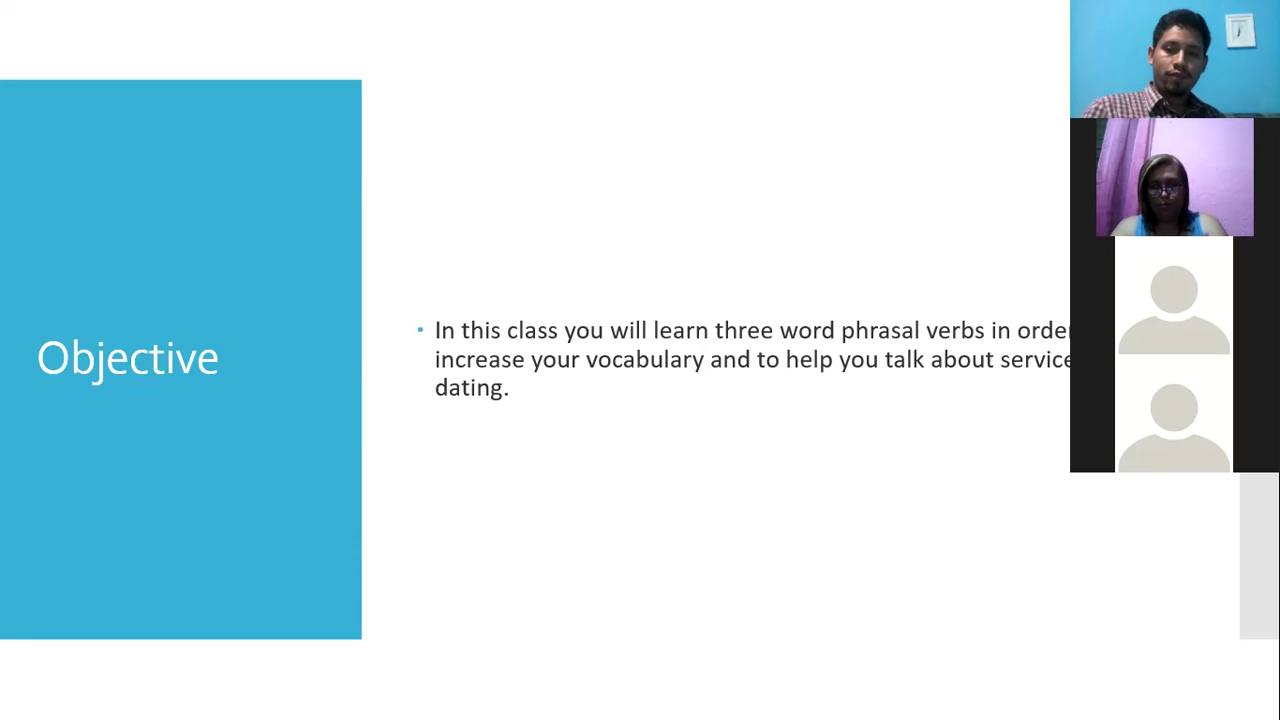 Objective
• In this class you will learn three word phrasal verbs in order
increase your vocabulary and to help you talk about service
dating.